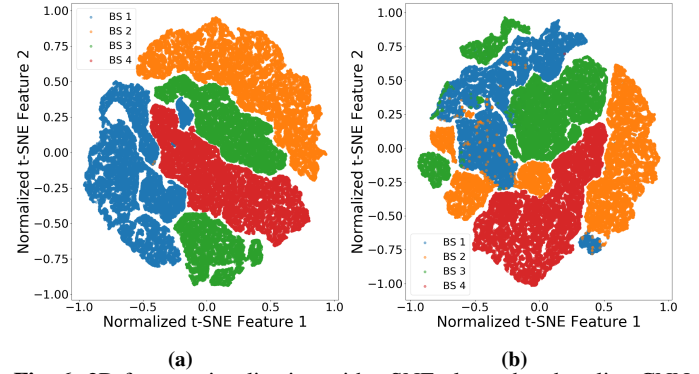 BS 1
BS 2
BS 3
BS 4
1.00
0.75
0.50
0.25
0.00
−0.25
−0.50
−0.75
−1.00
Normalized t-SNE Feature 2
−1.0 −0.5 0.0 0.5 1.0
Normalized t-SNE Feature 1
(a)
1.00
0.75
0.50
0.25
0.00
−0.25
−0.50
−0.75
−1.00
Normalized t-SNE Feature 2
BS 1
BS 2
BS 3
BS 4
−1.0 −0.5 0.0 0.5 1.0
Normalized t-SNE Feature 1
(b)